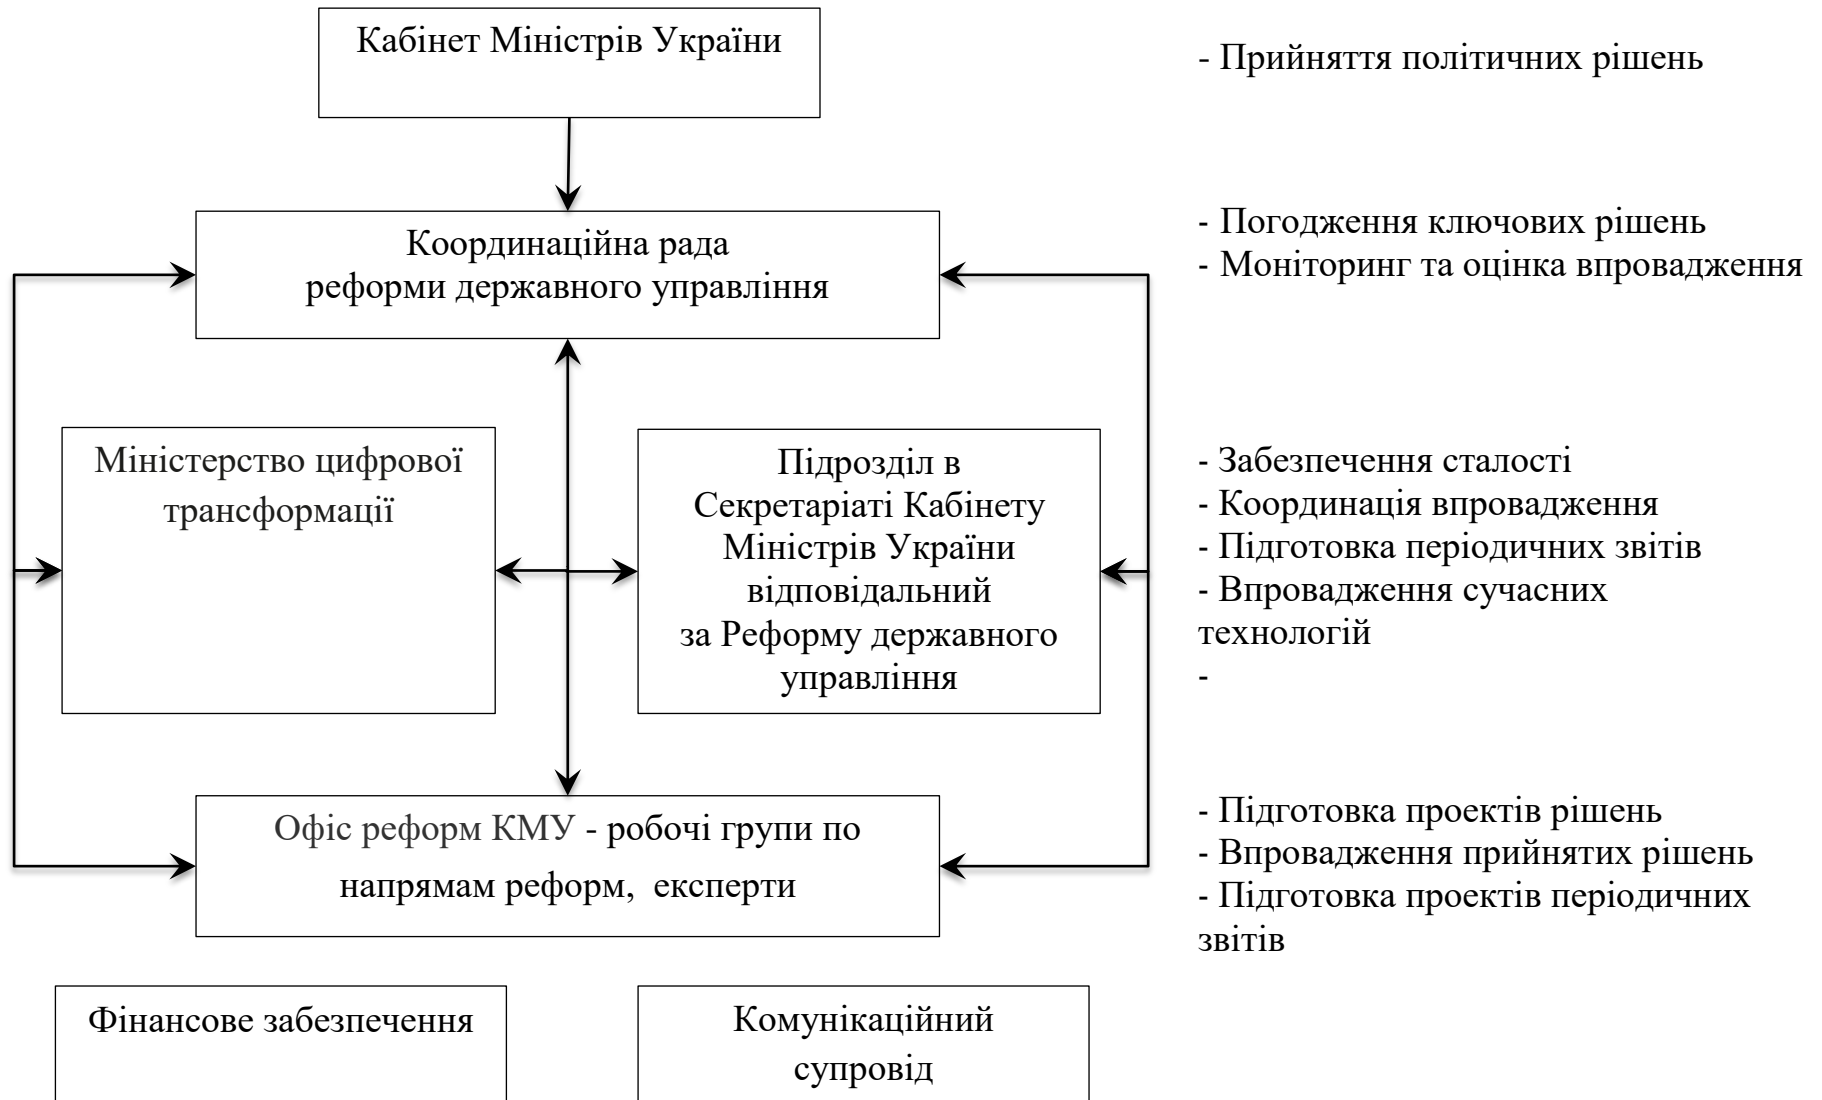 Кабінет Міністрів України
- Прийняття політичних рішень
Координаційна рада
реформи державного управління
- Погодження ключових рішень
- Моніторинг та оцінка впровадження
Міністерство цифрової
трансформації
Підрозділ в
Секретаріаті Кабінету
Міністрів України
відповідальний
за Реформу державного
управління
- Забезпечення сталості
- Координація впровадження
- Підготовка періодичних звітів
- Впровадження сучасних
технологій
-
Офіс реформ КМУ - робочі групи по
напрямам реформ,  експерти
- Підготовка проектів рішень
- Впровадження прийнятих рішень
- Підготовка проектів періодичних
звітів
Фінансове забезпечення
Комунікаційний
супровід